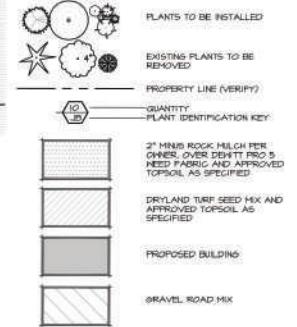 PLANTS TO BE INSTALLED
EXISTING PLANTS TO BE
REMOVED
PROPERTY LINE (VERIFY)
10
JB
QUANTITY
PLANT IDENTIFICATION KEY
2" MINUS ROCK MULCH PER
OWNER, OVER DEWITT PRO 5
WEED FABRIC AND APPROVED
TOPSOIL AS SPECIFIED
DRYLAND TURF SEED MIX AND
APPROVED TOPSOIL AS
SPECIFIED
PROPOSED BUILDING
GRAVEL ROAD MIX